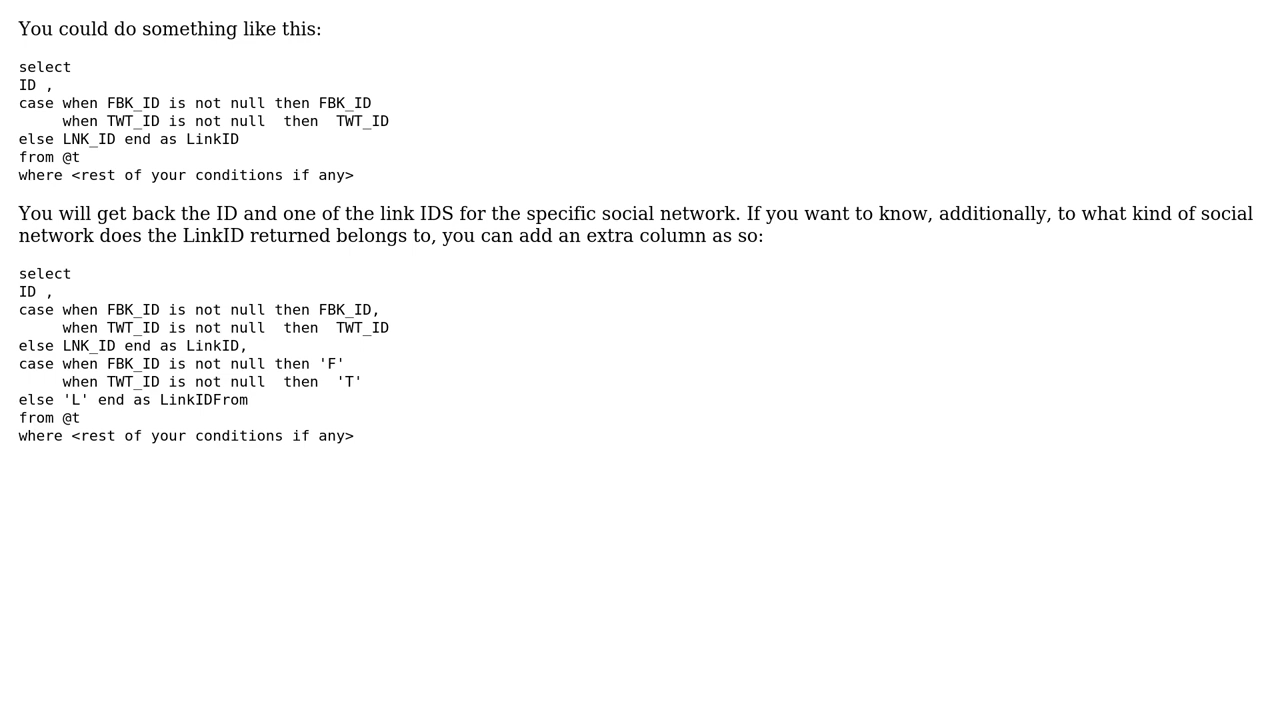 You could do something like this:
select
ID ,
case when FBK_ID is not null then FBK_ID
     when TWT_ID is not null  then  TWT_ID
else LNK_ID end as LinkID
from @t
where <rest of your conditions if any>
You will get back the ID and one of the link IDS for the specific social network. If you want to know, additionally, to what kind of social
network does the LinkID returned belongs to, you can add an extra column as so:
select
ID ,
case when FBK_ID is not null then FBK_ID,
     when TWT_ID is not null  then  TWT_ID
else LNK_ID end as LinkID,
case when FBK_ID is not null then 'F'
     when TWT_ID is not null  then  'T'
else 'L' end as LinkIDFrom
from @t
where <rest of your conditions if any>